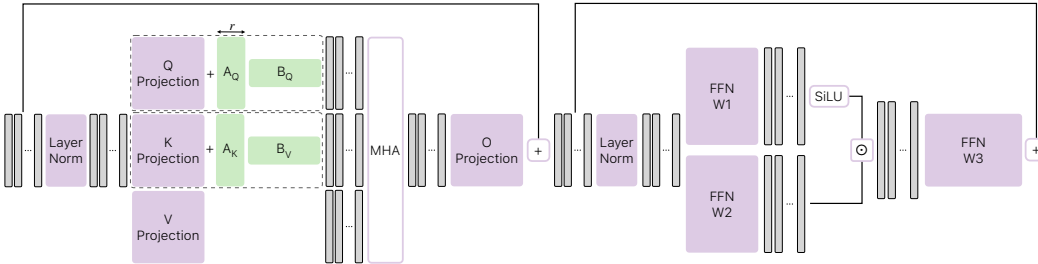 r
Q
Projection
+
A_Q
B_Q
...
Layer
Norm
...
...
K
Projection
+
A_K
B_V
...
MHA
...
O
Projection
+
V
Projection
...
...
Layer
Norm
...
FFN
W1
...
SiLU
FFN
W2
...
⊙
...
FFN
W3
+